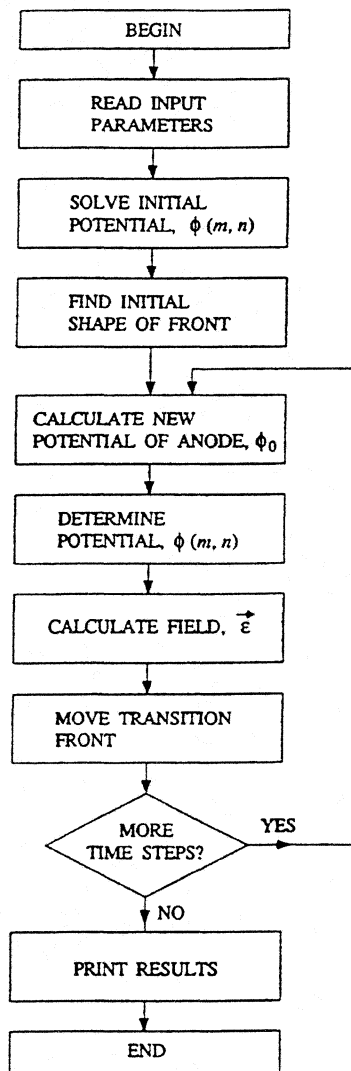 BEGIN
READ INPUT
PARAMETERS
SOLVE INITIAL
POTENTIAL, ϕ (m, n)
FIND INITIAL
SHAPE OF FRONT
CALCULATE NEW
POTENTIAL OF ANODE, ϕ₀
DETERMINE
POTENTIAL, ϕ (m, n)
CALCULATE FIELD, ε⃗
MOVE TRANSITION
FRONT
MORE
TIME STEPS?
YES
NO
PRINT RESULTS
END